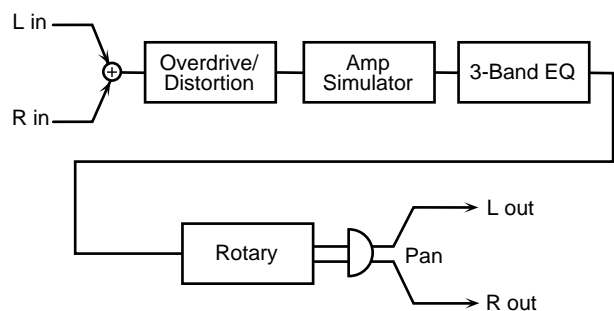 L in
R in
+
Overdrive/
Distortion
Amp
Simulator
3-Band EQ
Rotary
Pan
L out
R out